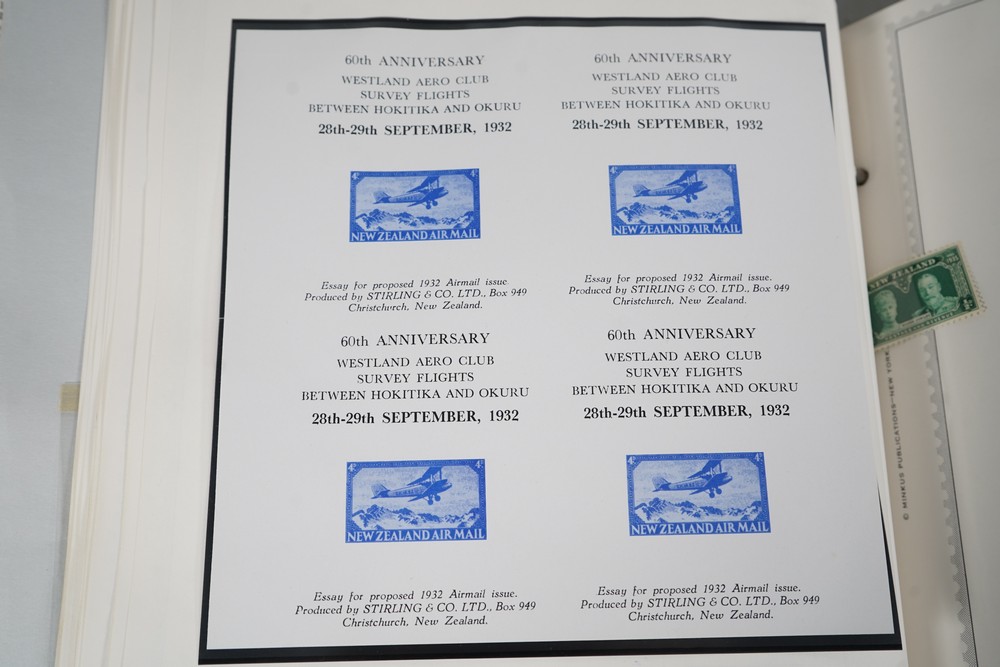 60th ANNIVERSARY
WESTLAND AERO CLUB
SURVEY FLIGHTS
BETWEEN HOKITIKA AND OKURU
28th-29th SEPTEMBER, 1932
4D 4D
NEW ZEALAND AIR MAIL
Essay for proposed 1932 Airmail issue.
Produced by STIRLING & CO. LTD., Box 949
Christchurch, New Zealand.
60th ANNIVERSARY
WESTLAND AERO CLUB
SURVEY FLIGHTS
BETWEEN HOKITIKA AND OKURU
28th-29th SEPTEMBER, 1932
4D 4D
NEW ZEALAND AIR MAIL
Essay for proposed 1932 Airmail issue.
Produced by STIRLING & CO. LTD., Box 949
Christchurch, New Zealand.
60th ANNIVERSARY
WESTLAND AERO CLUB
SURVEY FLIGHTS
BETWEEN HOKITIKA AND OKURU
28th-29th SEPTEMBER, 1932
4D 4D
NEW ZEALAND AIR MAIL
Essay for proposed 1932 Airmail issue.
Produced by STIRLING & CO. LTD., Box 949
Christchurch, New Zealand.
60th ANNIVERSARY
WESTLAND AERO CLUB
SURVEY FLIGHTS
BETWEEN HOKITIKA AND OKURU
28th-29th SEPTEMBER, 1932
4D 4D
NEW ZEALAND AIR MAIL
Essay for proposed 1932 Airmail issue.
Produced by STIRLING & CO. LTD., Box 949
Christchurch, New Zealand.
NEW ZEALAND
© MINKUS PUBLICATIONS—NEW YORK